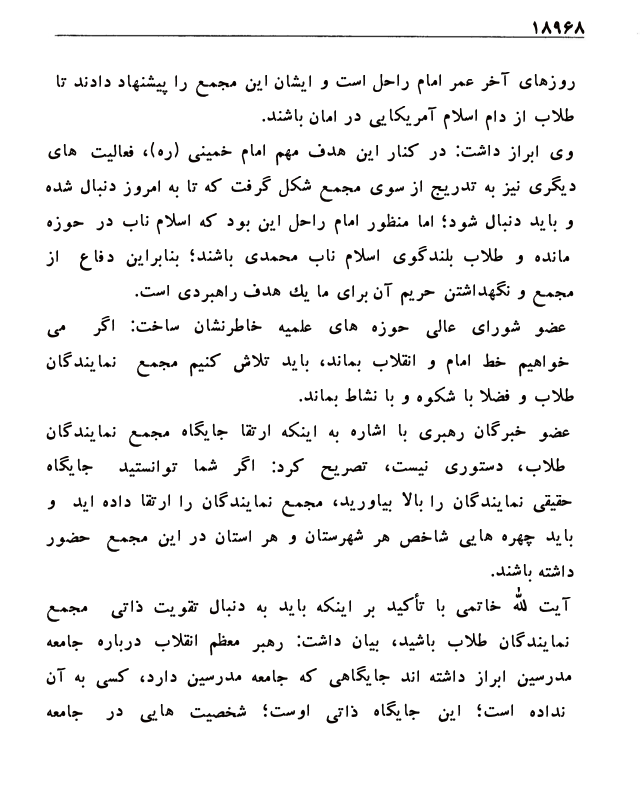 ۱۸۹۶۸
روزهای آخر عمر امام راحل است و ایشان این مجمع را پیشنهاد دادند تا
طلاب از دام اسلام آمریکایی در امان باشند.
وی ابراز داشت: در کنار این هدف مهم امام خمینی (ره)، فعالیت های
دیگری نیز به تدریج از سوی مجمع شکل گرفت که تا به امروز دنبال شده
و باید دنبال شود؛ اما منظور امام راحل این بود که اسلام ناب در حوزه
مانده و طلاب بلندگوی اسلام ناب محمدی باشند؛ بنابراین دفاع از
مجمع و نگهداشتن حریم آن برای ما یك هدف راهبردی است.
عضو شورای عالی حوزه های علمیه خاطرنشان ساخت: اگر می
خواهیم خط امام و انقلاب بماند، باید تلاش کنیم مجمع نمایندگان
طلاب و فضلا با شکوه و با نشاط بماند.
عضو خبرگان رهبری با اشاره به اینکه ارتقا جایگاه مجمع نمایندگان
طلاب، دستوری نیست، تصریح کرد: اگر شما توانستید جایگاه
حقیقی نمایندگان را بالا بیاورید، مجمع نمایندگان را ارتقا داده اید و
باید چهره هایی شاخص هر شهرستان و هر استان در این مجمع حضور
داشته باشند.
آیت لله خاتمی با تأکید بر اینکه باید به دنبال تقویت ذاتی مجمع
نمایندگان طلاب باشید، بیان داشت: رهبر معظم انقلاب درباره جامعه
مدرسین ابراز داشته اند جایگاهی که جامعه مدرسین دارد، کسی به آن
نداده است؛ این جایگاه ذاتی اوست؛ شخصیت هایی در جامعه